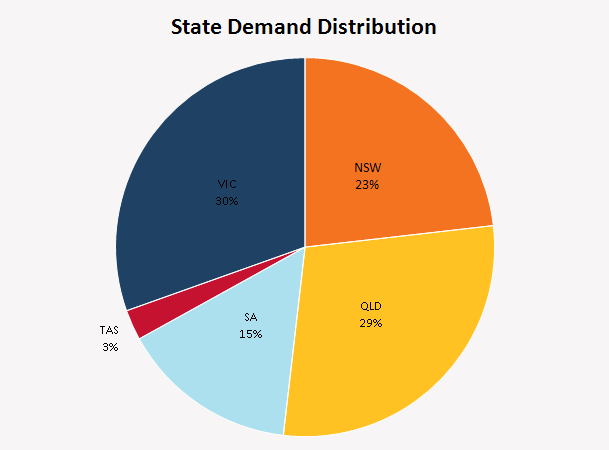 State Demand Distribution
NSW
23%
QLD
29%
SA
15%
TAS
3%
VIC
30%